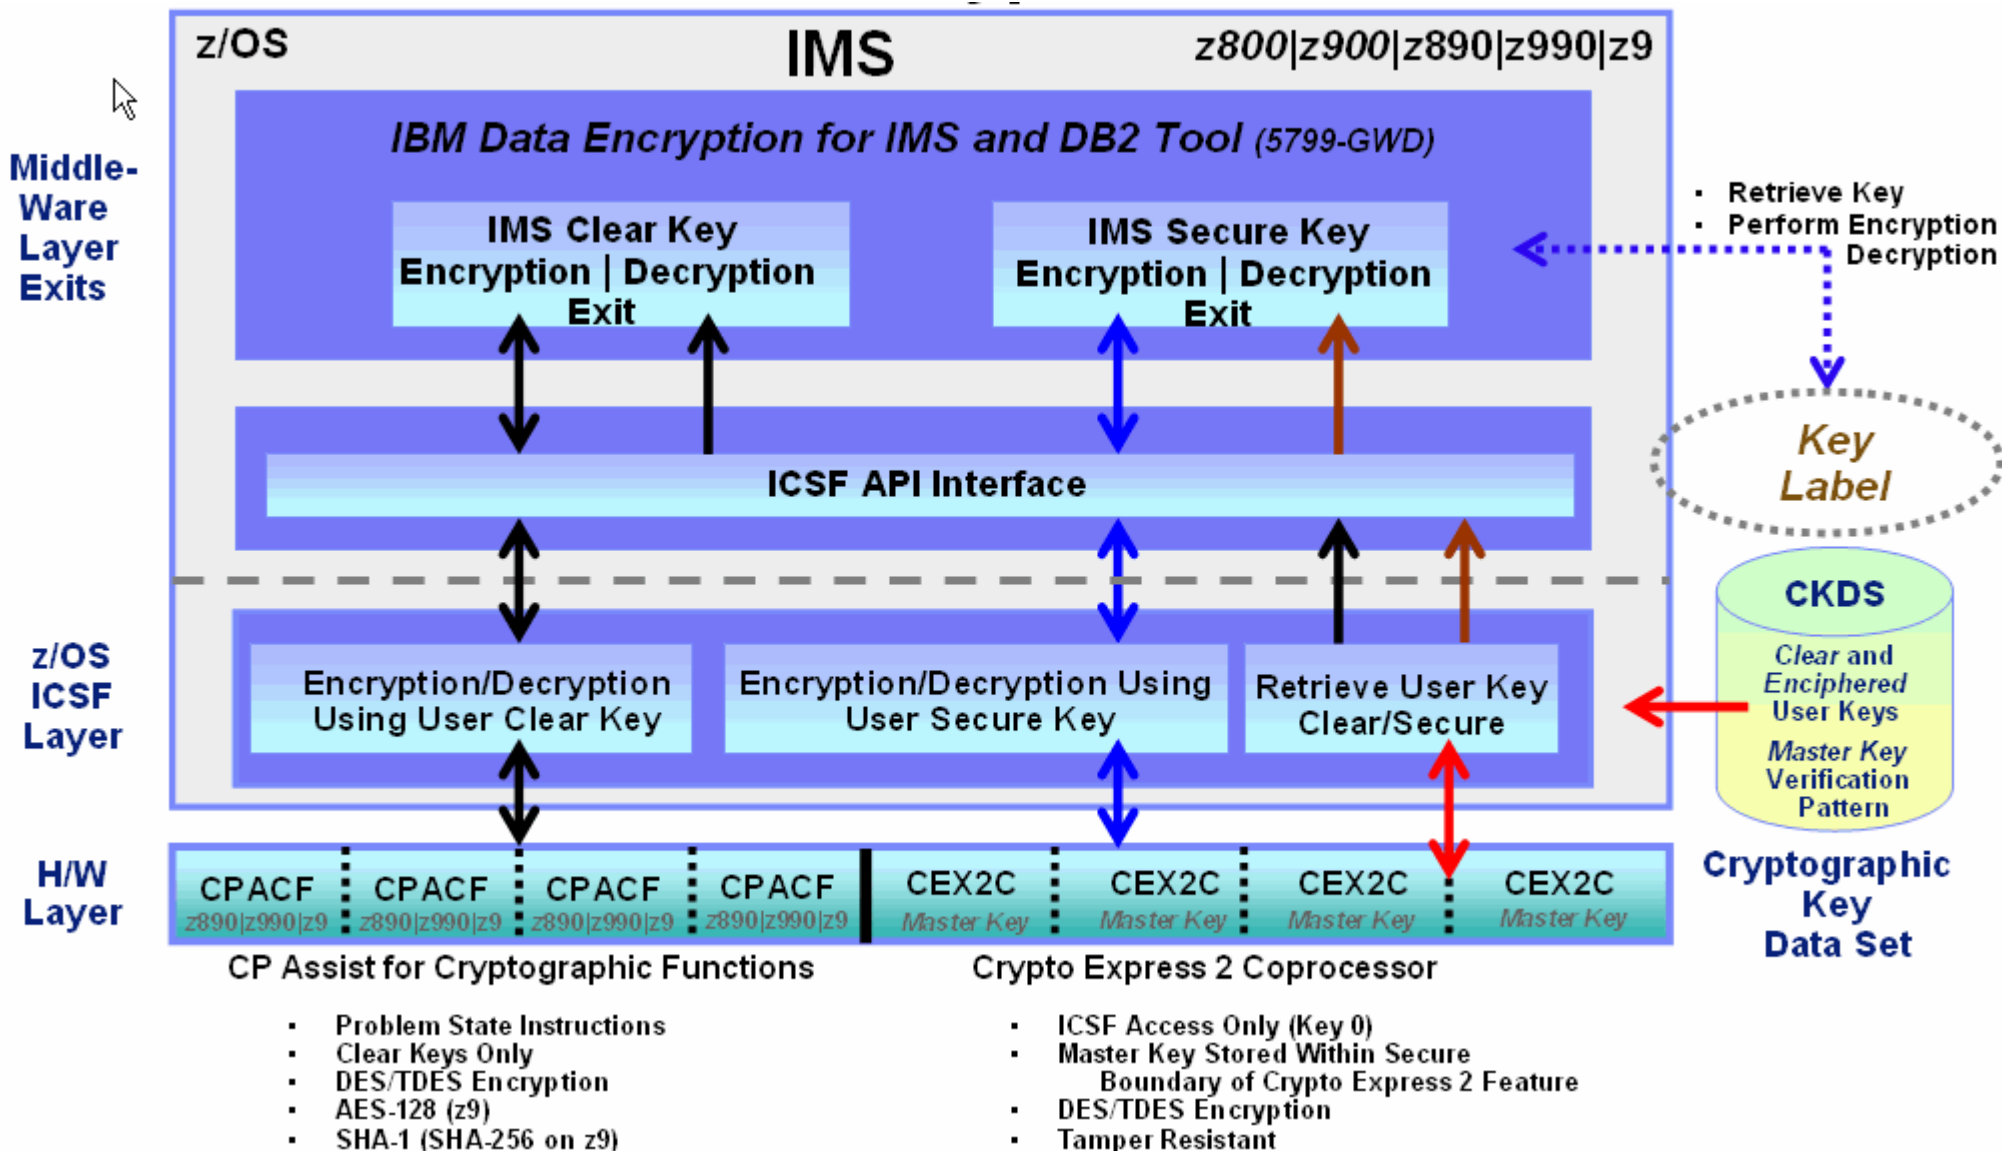 z/OS
IMS
z800|z900|z890|z990|z9
IBM Data Encryption for IMS and DB2 Tool (5799-GWD)
Middle-
Ware
Layer
Exits
IMS Clear Key
Encryption | Decryption
Exit
IMS Secure Key
Encryption | Decryption
Exit
▪ Retrieve Key
▪ Perform Encryption
Decryption
ICSF API Interface
Key
Label
z/OS
ICSF
Layer
Encryption/Decryption
Using User Clear Key
Encryption/Decryption Using
User Secure Key
Retrieve User Key
Clear/Secure
CKDS
Clear and
Enciphered
User Keys
Master Key
Verification
Pattern
Cryptographic
Key
Data Set
H/W
Layer
CPACF
z890|z990|z9
CPACF
z890|z990|z9
CPACF
z890|z990|z9
CPACF
z890|z990|z9
CEX2C
Master Key
CEX2C
Master Key
CEX2C
Master Key
CEX2C
Master Key
CP Assist for Cryptographic Functions
▪ Problem State Instructions
▪ Clear Keys Only
▪ DES/TDES Encryption
▪ AES-128 (z9)
▪ SHA-1 (SHA-256 on z9)
Crypto Express 2 Coprocessor
▪ ICSF Access Only (Key 0)
▪ Master Key Stored Within Secure
Boundary of Crypto Express 2 Feature
▪ DES/TDES Encryption
▪ Tamper Resistant